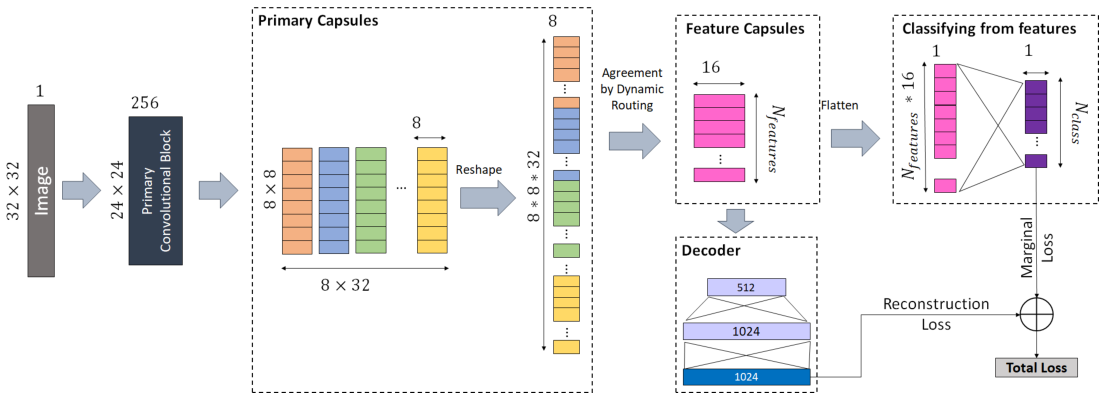 1
32 × 32
Image
256
24 × 24
Primary
Convolutional Block
Primary Capsules
8 × 8
8
...
8 × 32
Reshape
8
8 * 8 * 32
...
...
...
...
...
...
Agreement
by Dynamic
Routing
Feature Capsules
16
N_features
...
Flatten
Classifying from features
1
N_features * 16
1
N_class
...
Decoder
512
1024
1024
Reconstruction
Loss
Marginal
Loss
Total Loss